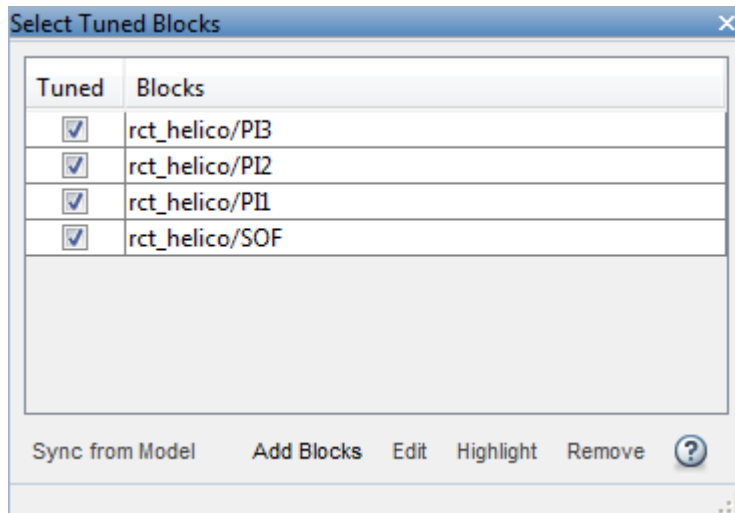 Select Tuned Blocks
Tuned Blocks
rct_helico/PI3
rct_helico/PI2
rct_helico/PI1
rct_helico/SOF
Sync from Model Add Blocks Edit Highlight Remove ?